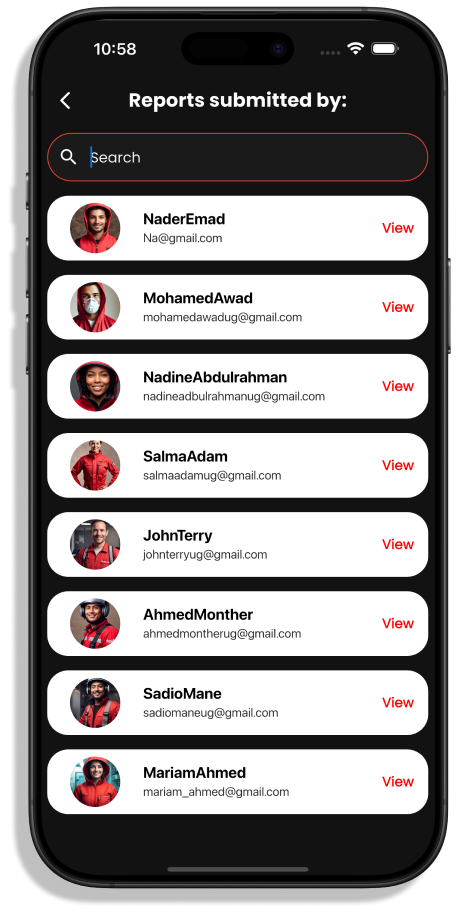 10:58
Reports submitted by:
Search
NaderEmad
Na@gmail.com
View
MohamedAwad
mohamedawadug@gmail.com
View
NadineAbdulrahman
nadineadbulrahmanug@gmail.com
View
SalmaAdam
salmaadamug@gmail.com
View
JohnTerry
johnterryug@gmail.com
View
AhmedMonther
ahmedmontherug@gmail.com
View
SadioMane
sadiomaneug@gmail.com
View
MariamAhmed
mariam_ahmed@gmail.com
View